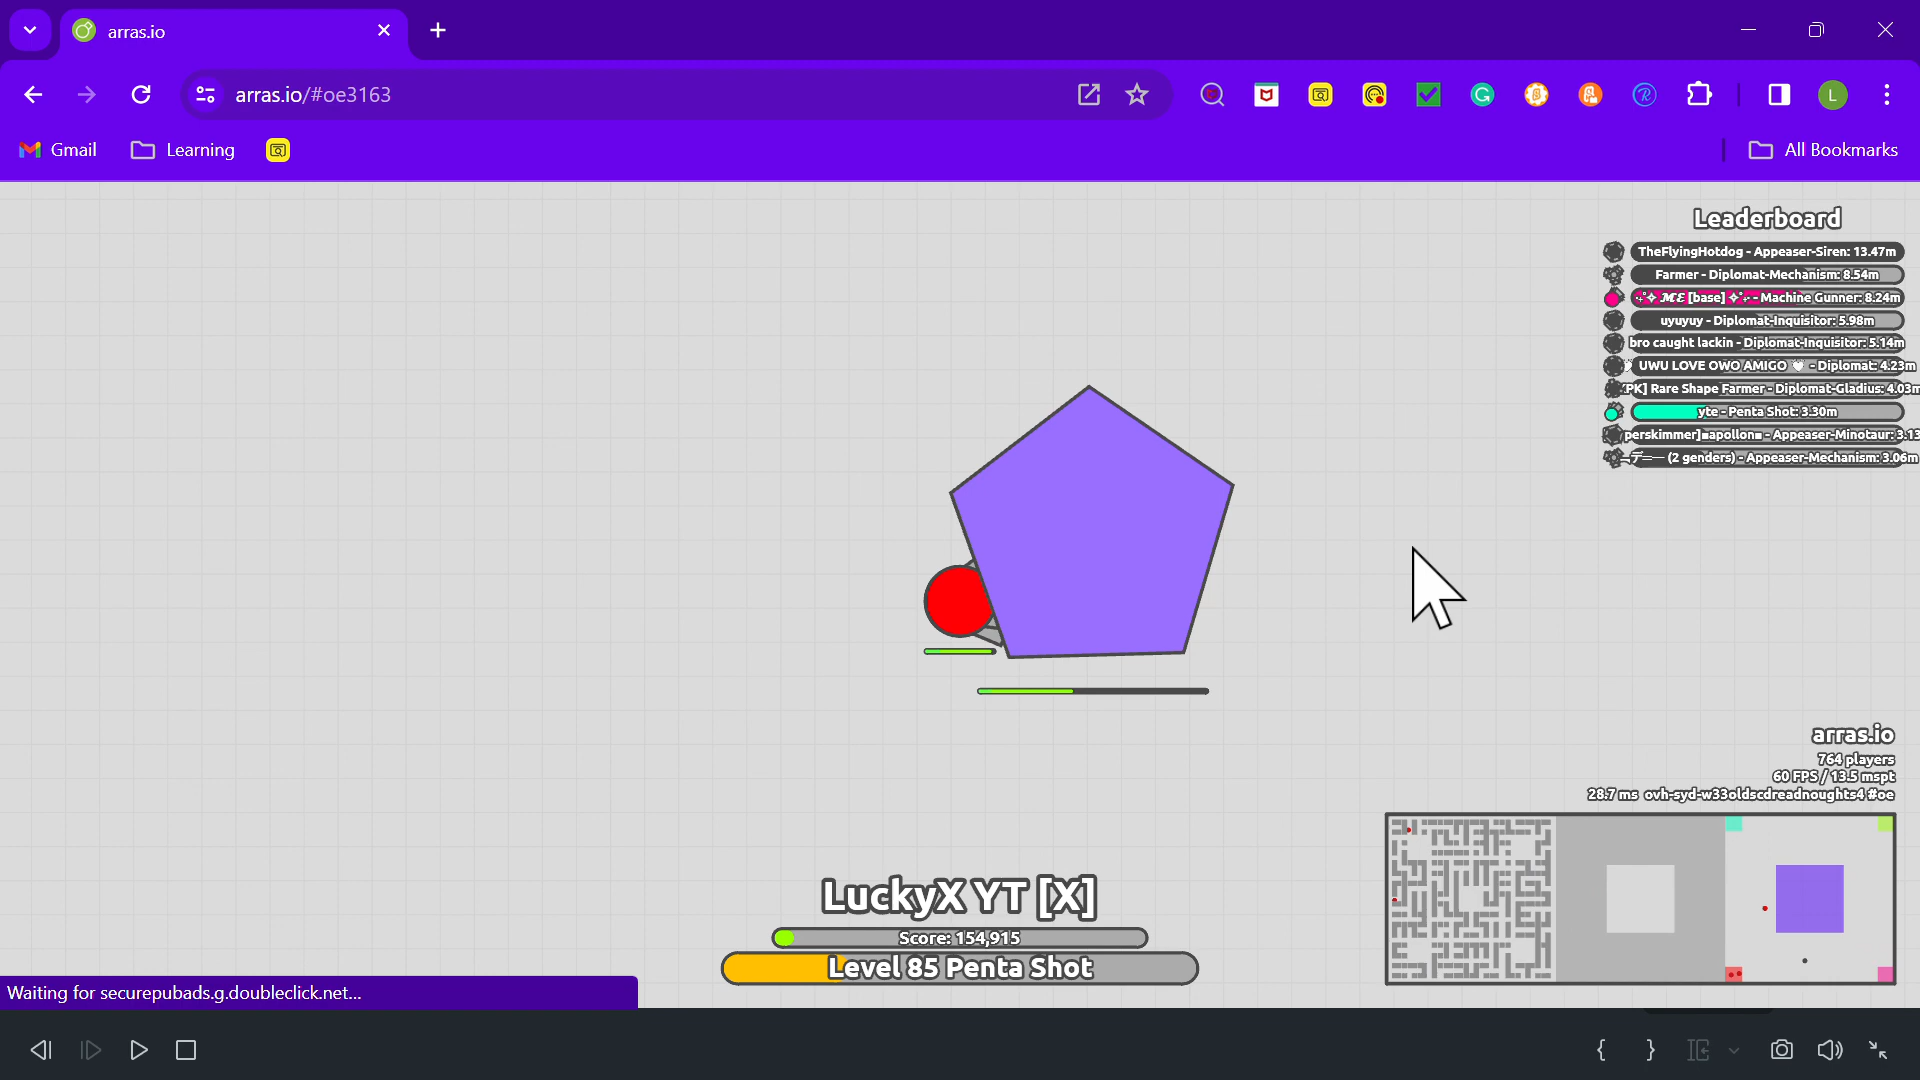 arras.io
arras.io/#oe3163
L
Gmail
Learning
All Bookmarks
Leaderboard
TheFlyingHotdog - Appeaser-Siren: 13.47m
Farmer - Diplomat-Mechanism: 8.54m
ME [base] - Machine Gunner: 8.24m
uyuyuy - Diplomat-Inquisitor: 5.98m
bro caught lackin - Diplomat-Inquisitor: 5.14m
UWU LOVE OWO AMIGO 🤍 - Diplomat: 4.23m
PK] Rare Shape Farmer - Diplomat-Gladius: 4.03m
yte - Penta Shot: 3.30m
perskimmer]■apollon■ - Appeaser-Minotaur: 3.13
(2 genders) - Appeaser-Mechanism: 3.06m
arras.io
764 players
60 FPS / 13.5 mspt
28.7 ms ovh-syd-w33oldscdreadnoughts4 #oe
LuckyX YT [X]
Score: 154,915
Level 85 Penta Shot
Waiting for securepubads.g.doubleclick.net...